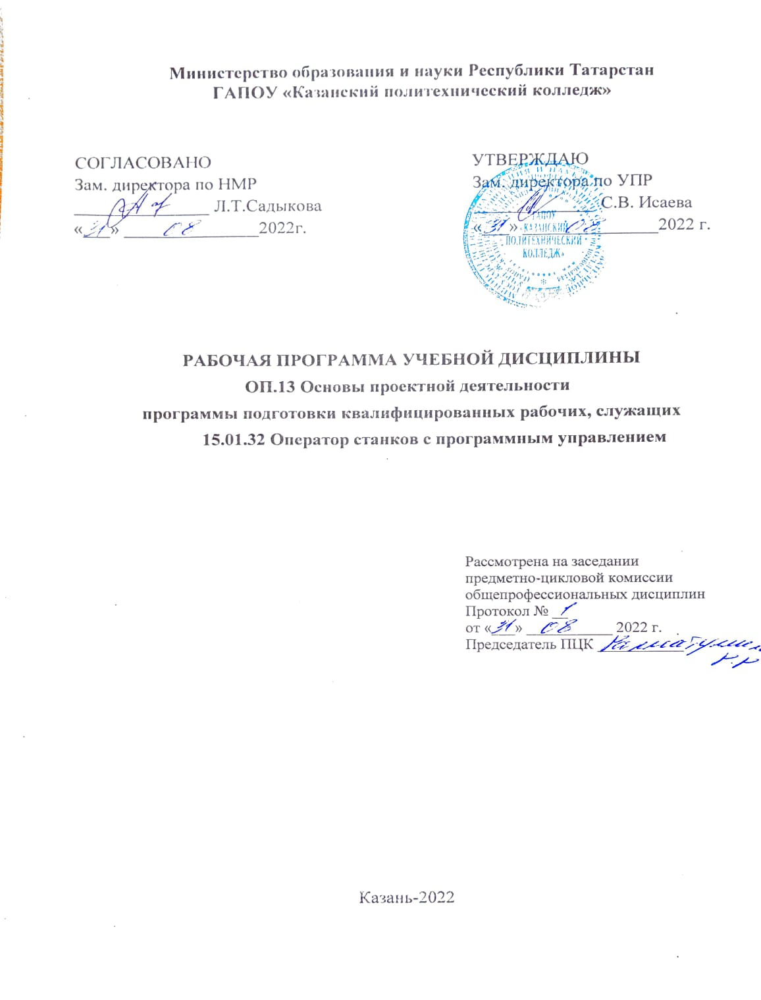 Министерство образования и науки Республики Татарстан
ГАПОУ «Казанский политехнический колледж»
СОГЛАСОВАНО
Зам. директора по НМР
Л.Т.Садыкова
«31» 08 2022г.
УТВЕРЖДАЮ
Зам. директора по УПР
С.В. Исаева
«31» 08 2022 г.
ГАПОУ
«КАЗАНСКИЙ
ПОЛИТЕХНИЧЕСКИЙ
КОЛЛЕДЖ»
РАБОЧАЯ ПРОГРАММА УЧЕБНОЙ ДИСЦИПЛИНЫ
ОП.13 Основы проектной деятельности
программы подготовки квалифицированных рабочих, служащих
15.01.32 Оператор станков с программным управлением
Рассмотрена на заседании
предметно-цикловой комиссии
общепрофессиональных дисциплин
Протокол № 1
от «31» 08 2022 г.
Председатель ПЦК
Казань-2022